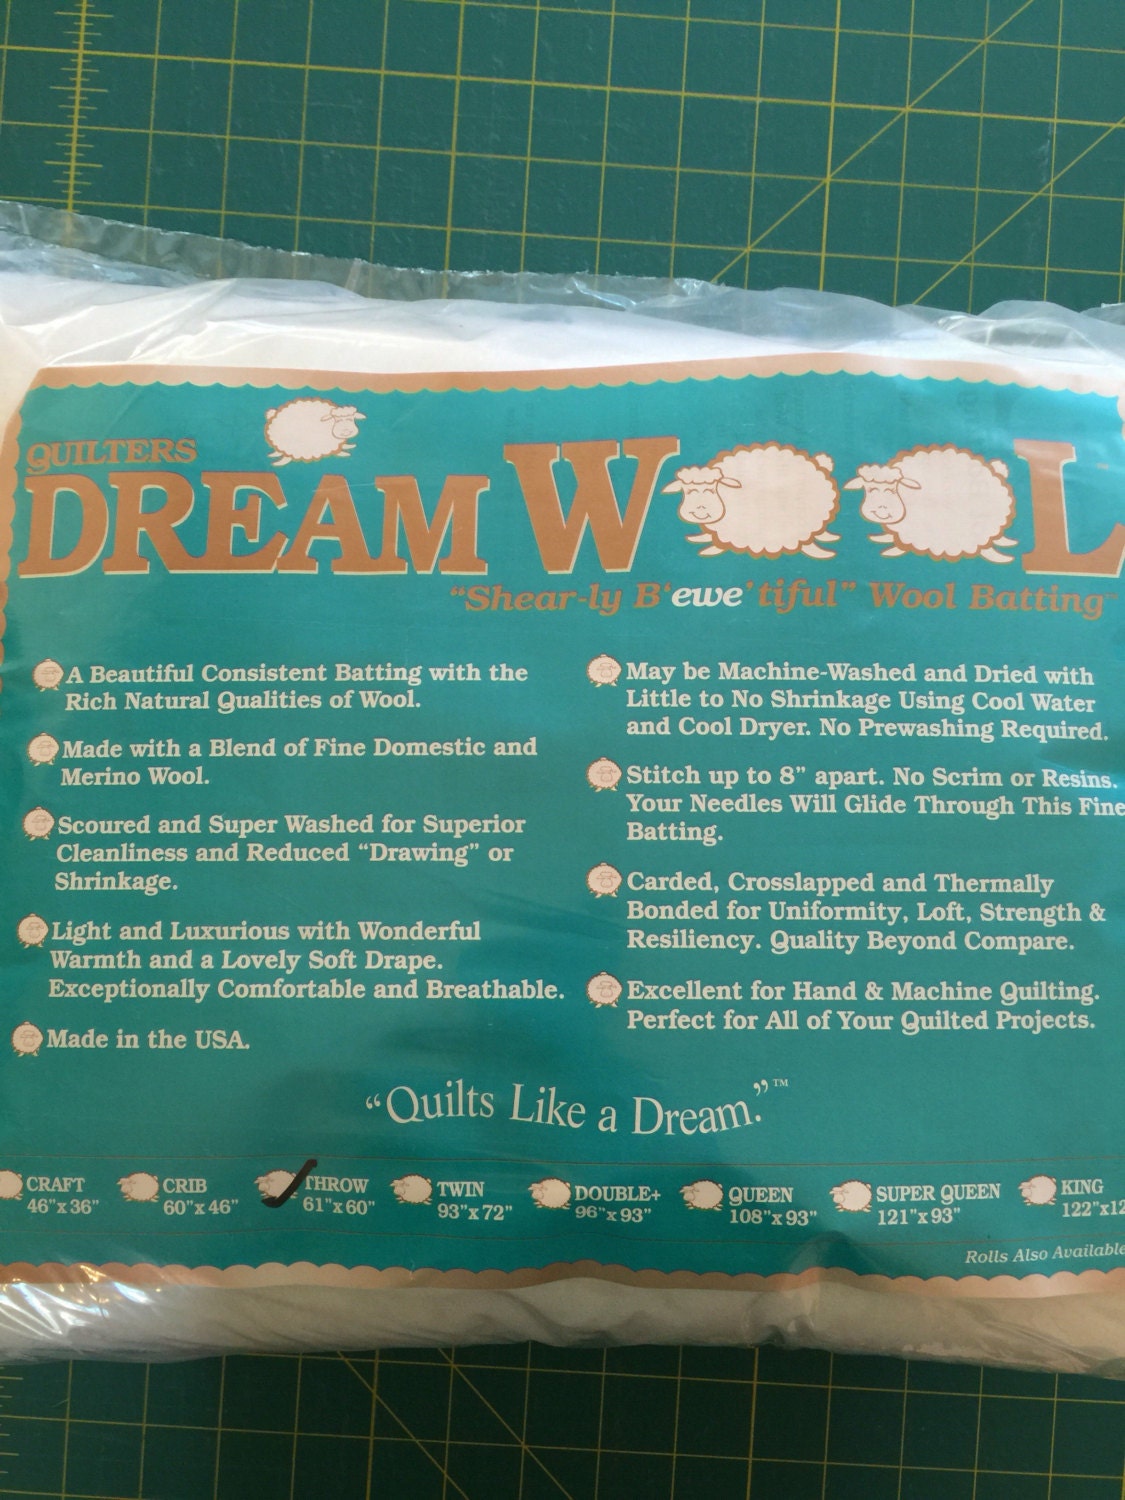 QUILTERS
DREAM WOOL
"Shear-ly B'ewe'tiful" Wool Batting™
A Beautiful Consistent Batting with the
Rich Natural Qualities of Wool.
Made with a Blend of Fine Domestic and
Merino Wool.
Scoured and Super Washed for Superior
Cleanliness and Reduced "Drawing" or
Shrinkage.
Light and Luxurious with Wonderful
Warmth and a Lovely Soft Drape.
Exceptionally Comfortable and Breathable.
Made in the USA.
May be Machine-Washed and Dried with
Little to No Shrinkage Using Cool Water
and Cool Dryer. No Prewashing Required.
Stitch up to 8" apart. No Scrim or Resins.
Your Needles Will Glide Through This Fine
Batting.
Carded, Crosslapped and Thermally
Bonded for Uniformity, Loft, Strength &
Resiliency. Quality Beyond Compare.
Excellent for Hand & Machine Quilting.
Perfect for All of Your Quilted Projects.
"Quilts Like a Dream."™
CRAFT
46"x36"
CRIB
60"x46"
THROW
61"x60"
TWIN
93"x72"
DOUBLE+
96"x93"
QUEEN
108"x93"
SUPER QUEEN
121"x93"
KING
122"x12
Rolls Also Available